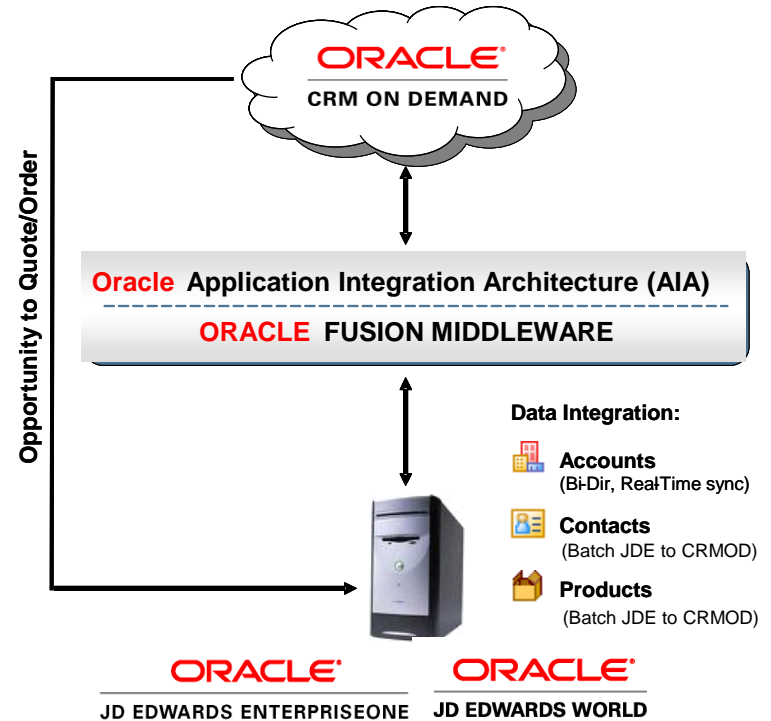 ORACLE®
CRM ON DEMAND
Opportunity to Quote/Order
Oracle Application Integration Architecture (AIA)
ORACLE FUSION MIDDLEWARE
Data Integration:
Accounts
(Bi-Dir, Real-Time sync)
Contacts
(Batch JDE to CRMOD)
Products
(Batch JDE to CRMOD)
ORACLE®
JD EDWARDS ENTERPRISEONE
ORACLE®
JD EDWARDS WORLD